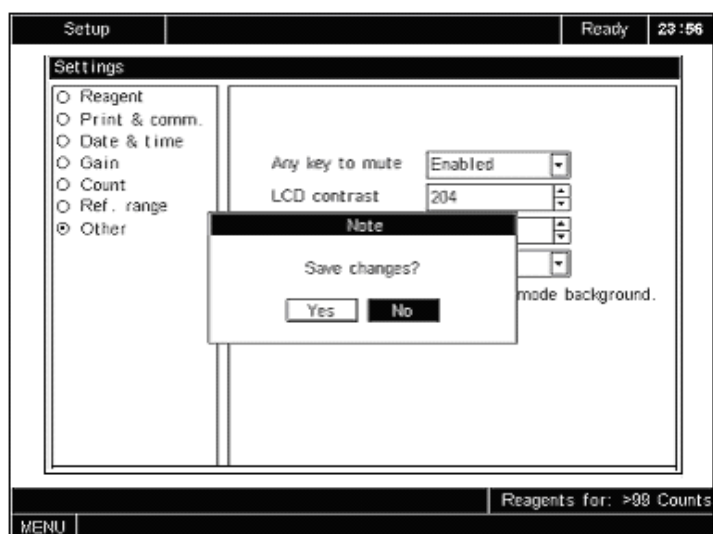 Setup
Ready
23:56
Settings
Reagent
Print & comm.
Date & time
Gain
Count
Ref. range
Other
Any key to mute
Enabled
LCD contrast
204
Note
Save changes?
Yes
No
mode background.
Reagents for: >99 Counts
MENU